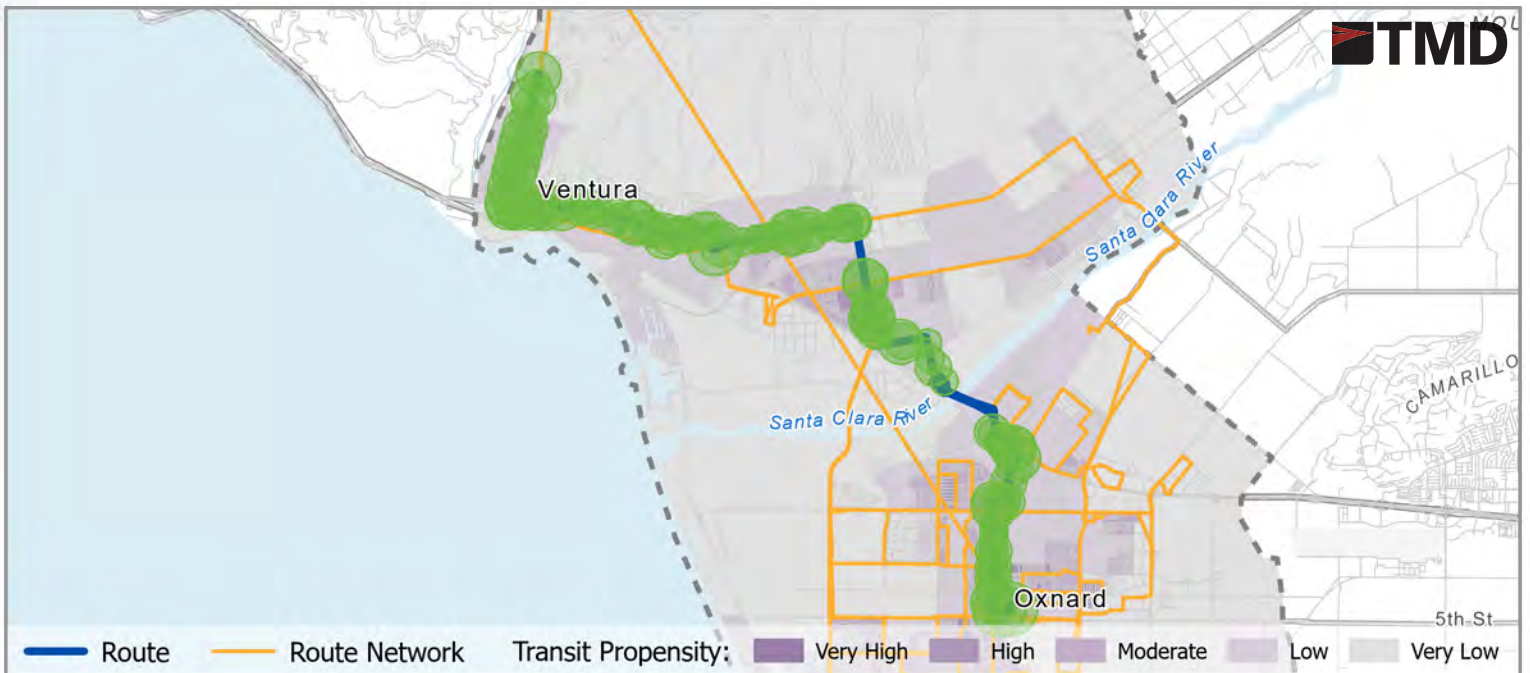 MOU
TMD
Ventura
Santa Clara River
CAMARILLO
Santa Clara River
Oxnard
5th St
Route
Route Network
Transit Propensity:
Very High
High
Moderate
Low
Very Low